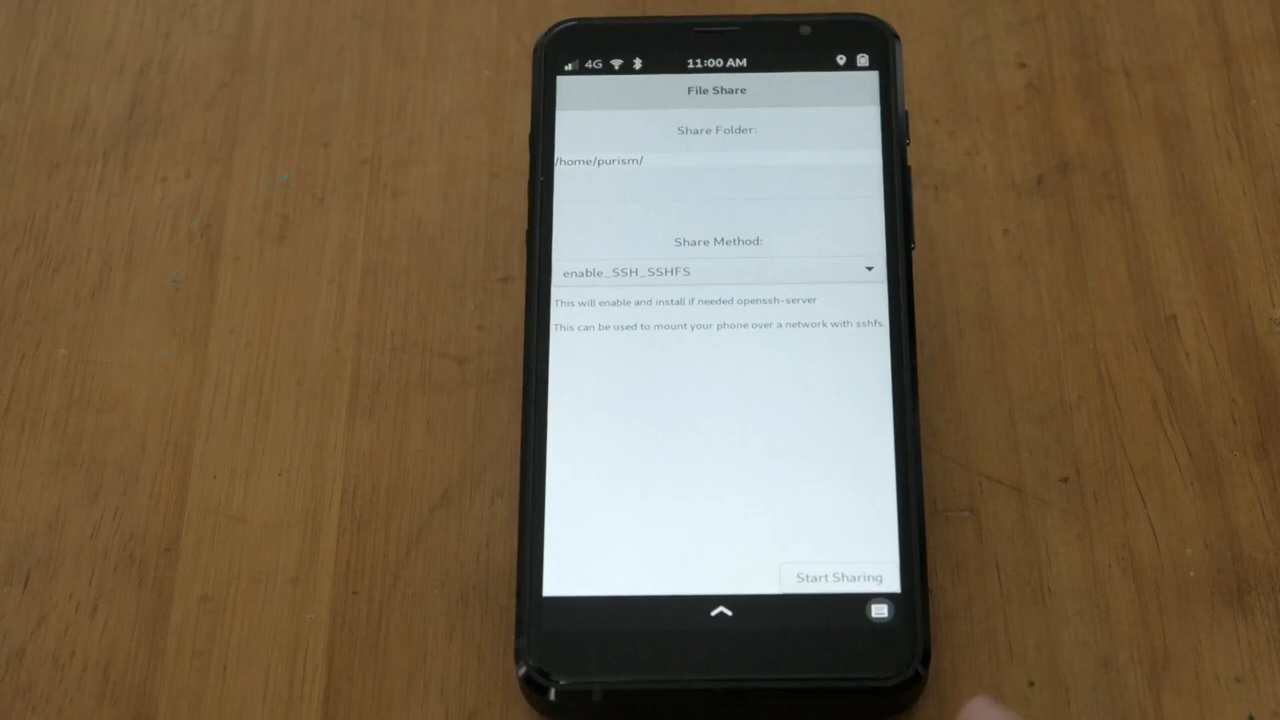 4G 11:00 AM
File Share
Share Folder:
/home/purism/
Share Method:
enable_SSH_SSHFS
This will enable and install if needed openssh-server
This can be used to mount your phone over a network with sshfs.
Start Sharing